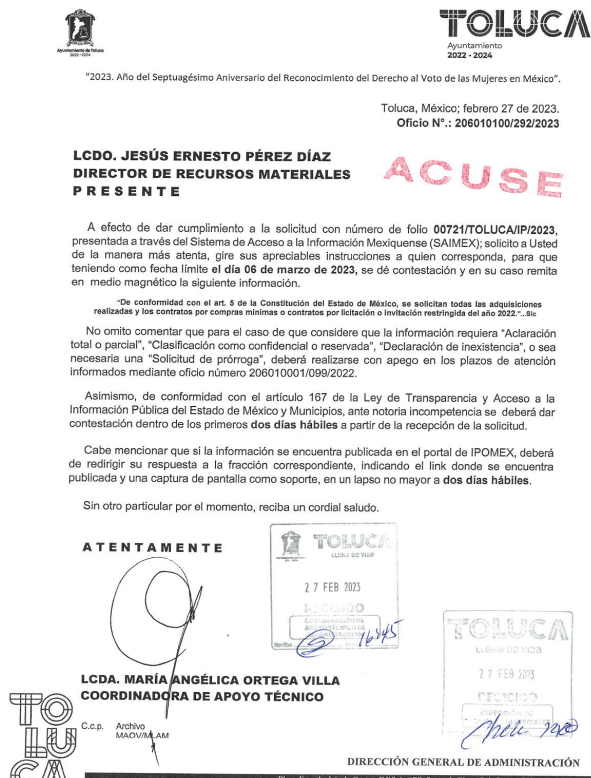 Ayuntamiento de Toluca
2022 - 2024
TOLUCA
Ayuntamiento
2022 - 2024
"2023. Año del Septuagésimo Aniversario del Reconocimiento del Derecho al Voto de las Mujeres en México".
Toluca, México; febrero 27 de 2023.
Oficio N°.: 206010100/292/2023
LCDO. JESÚS ERNESTO PÉREZ DÍAZ
DIRECTOR DE RECURSOS MATERIALES
P R E S E N T E
ACUSE
A efecto de dar cumplimiento a la solicitud con número de folio 00721/TOLUCA/IP/2023,
presentada a través del Sistema de Acceso a la Información Mexiquense (SAIMEX); solicito a Usted
de la manera más atenta, gire sus apreciables instrucciones a quien corresponda, para que
teniendo como fecha límite el día 06 de marzo de 2023, se dé contestación y en su caso remita
en medio magnético la siguiente información.
"De conformidad con el art. 5 de la Constitución del Estado de México, se solicitan todas las adquisiciones
realizadas y los contratos por compras mínimas o contratos por licitación o invitación restringida del año 2022."...Sic
No omito comentar que para el caso de que considere que la información requiera "Aclaración
total o parcial", "Clasificación como confidencial o reservada", "Declaración de inexistencia", o sea
necesaria una "Solicitud de prórroga", deberá realizarse con apego en los plazos de atención
informados mediante oficio número 206010001/099/2022.
Asimismo, de conformidad con el artículo 167 de la Ley de Transparencia y Acceso a la
Información Pública del Estado de México y Municipios, ante notoria incompetencia se deberá dar
contestación dentro de los primeros dos días hábiles a partir de la recepción de la solicitud.
Cabe mencionar que si la información se encuentra publicada en el portal de IPOMEX, deberá
de redirigir su respuesta a la fracción correspondiente, indicando el link donde se encuentra
publicada y una captura de pantalla como soporte, en un lapso no mayor a dos días hábiles.
Sin otro particular por el momento, reciba un cordial saludo.
A T E N T A M E N T E
TOLUCA
LLENA DE VIDA
27 FEB 2023
RECIBIDO
COORDINACIÓN DE
APOYO TÉCNICO
16:45
TOLUCA
LLENA DE VIDA
27 FEB 2023
RECIBIDO
LCDA. MARÍA ANGÉLICA ORTEGA VILLA
COORDINADORA DE APOYO TÉCNICO
C.c.p. Archivo
MAOV/MLAM
TOLUCA
DIRECCIÓN GENERAL DE ADMINISTRACIÓN